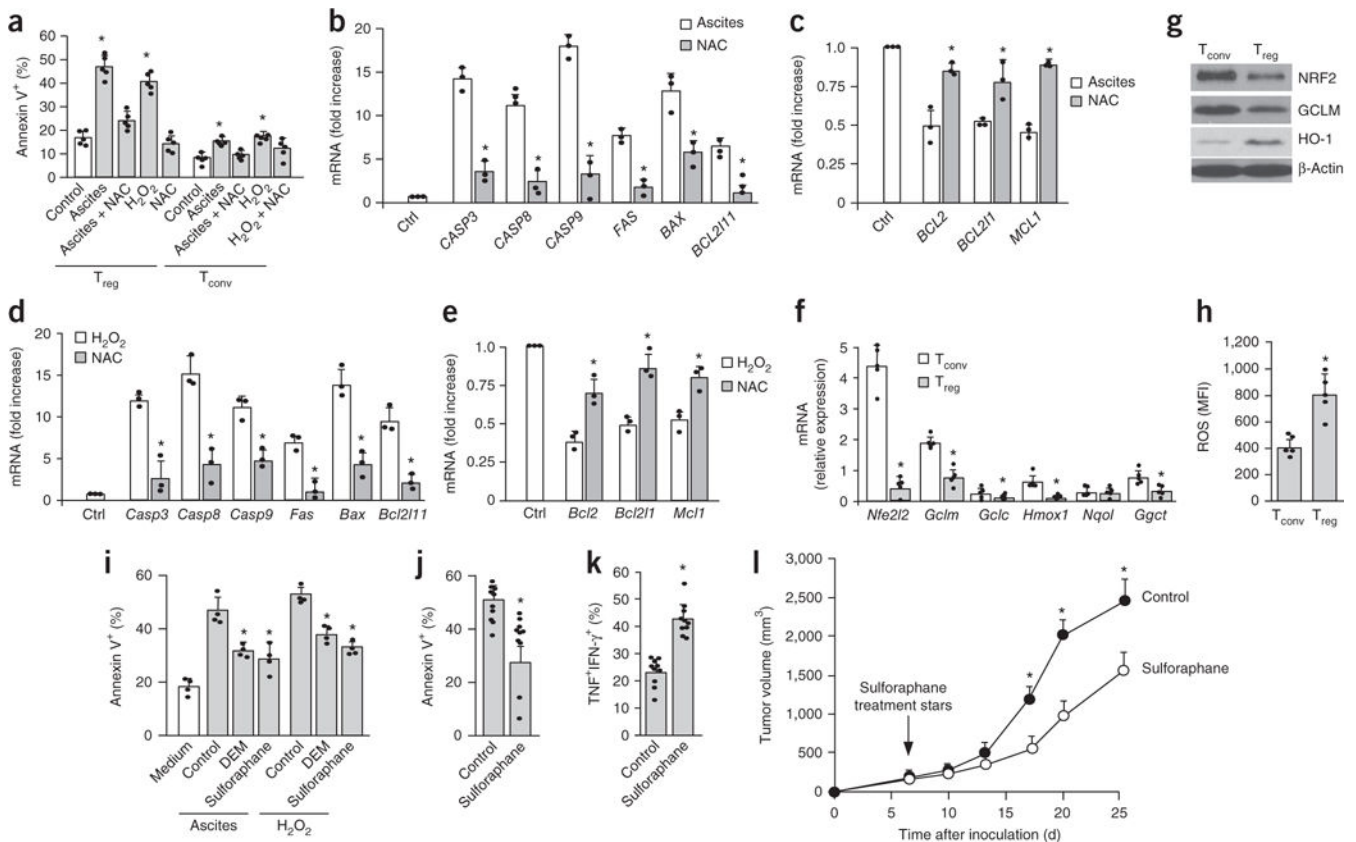 a
Annexin V⁺ (%)
60
50
40
30
20
10
0
Control
Ascites
Ascites + NAC
H₂O₂
NAC
Control
Ascites
Ascites + NAC
H₂O₂
H₂O₂ + NAC
Treg
Tconv
* * * *
b
mRNA (fold increase)
20
15
10
5
0
Ascites
NAC
Ctrl
CASP3
CASP8
CASP9
FAS
BAX
BCL2l11
* * * * * *
c
mRNA (fold increase)
1.0
0.75
0.5
0.25
0
Ascites
NAC
Ctrl
BCL2
BCL2l1
MCL1
* * *
g
Tconv Treg
NRF2
GCLM
HO-1
β-Actin
d
mRNA (fold increase)
20
15
10
5
0
H₂O₂
NAC
Ctrl
Casp3
Casp8
Casp9
Fas
Bax
Bcl2l11
* * * * * *
e
mRNA (fold increase)
1.0
0.75
0.5
0.25
0
H₂O₂
NAC
Ctrl
Bcl2
Bcl2l1
Mcl1
* * *
f
mRNA
(relative expression)
5
4
3
2
1
0
Tconv
Treg
Nfe2l2
Gclm
Gclc
Hmox1
Nqol
Ggct
* * * * *
h
ROS (MFI)
1,200
1,000
800
600
400
200
0
Tconv
Treg
*
i
Annexin V⁺ (%)
60
40
20
0
Medium
Control
DEM
Sulforaphane
Control
DEM
Sulforaphane
Ascites
H₂O₂
* * * *
j
Annexin V⁺ (%)
60
40
20
0
Control
Sulforaphane
*
k
TNF⁺IFN-γ⁺ (%)
60
50
40
30
20
10
0
Control
Sulforaphane
*
l
Tumor volume (mm³)
3,000
2,500
2,000
1,500
1,000
500
0
Sulforaphane
treatment stars
* * *
Control
Sulforaphane
0 5 10 15 20 25
Time after inoculation (d)